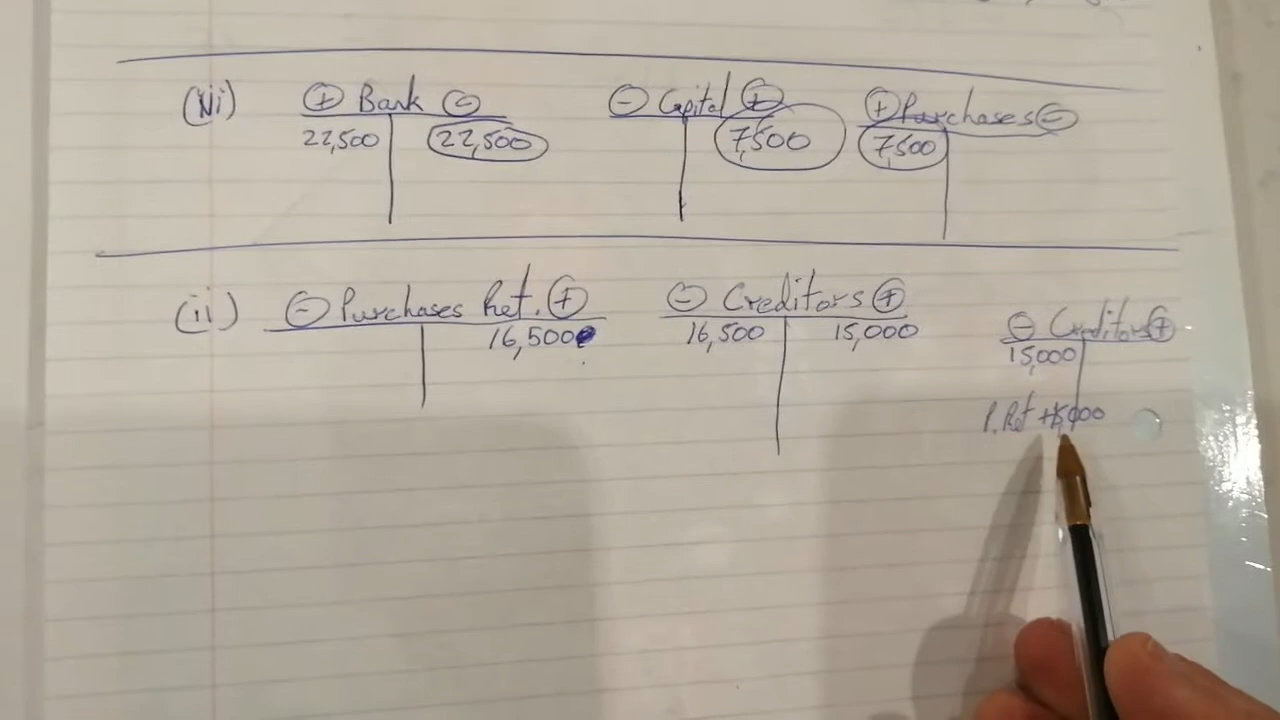 (vi) + Bank - - Capital + + Purchases -
22,500 22,500 7,500 7,500
(ii) - Purchases Ret. + - Creditors + - Creditors +
16,500 16,500 15,000 15,000
P. Ret